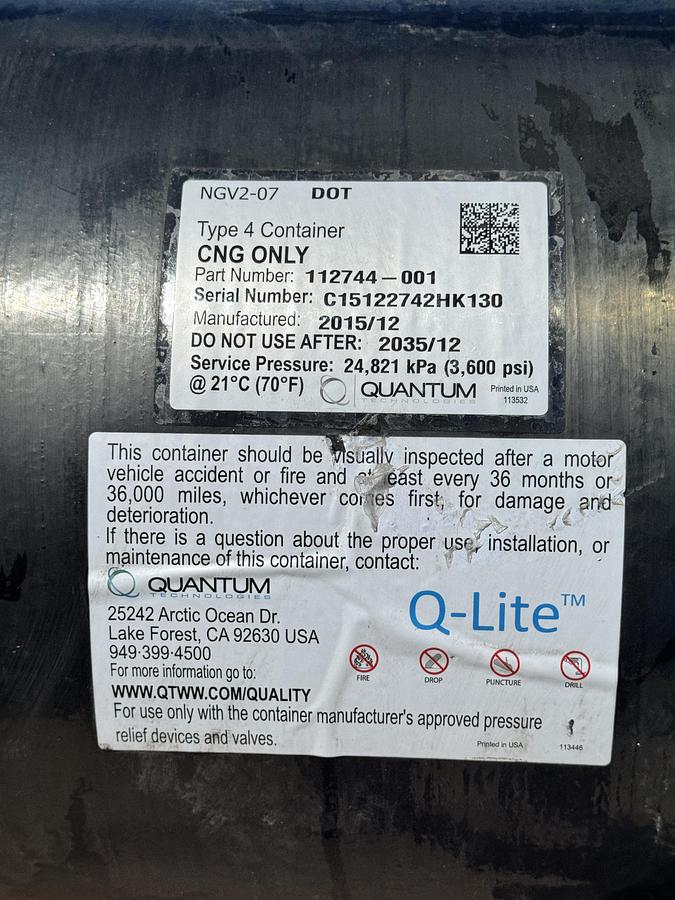 NGV2-07 DOT
Type 4 Container
CNG ONLY
Part Number: 112744-001
Serial Number: C15122742HK130
Manufactured: 2015/12
DO NOT USE AFTER: 2035/12
Service Pressure: 24,821 kPa (3,600 psi)
@ 21°C (70°F) QUANTUM
TECHNOLOGIES
Printed in USA
113532
This container should be visually inspected after a motor
vehicle accident or fire and at least every 36 months or
36,000 miles, whichever comes first, for damage and
deterioration.
If there is a question about the proper use, installation, or
maintenance of this container, contact:
QUANTUM
TECHNOLOGIES
25242 Arctic Ocean Dr.
Lake Forest, CA 92630 USA
949·399·4500
For more information go to:
WWW.QTWW.COM/QUALITY
Q-Lite™
FIRE DROP PUNCTURE DRILL
For use only with the container manufacturer's approved pressure
relief devices and valves.
Printed in USA 113446